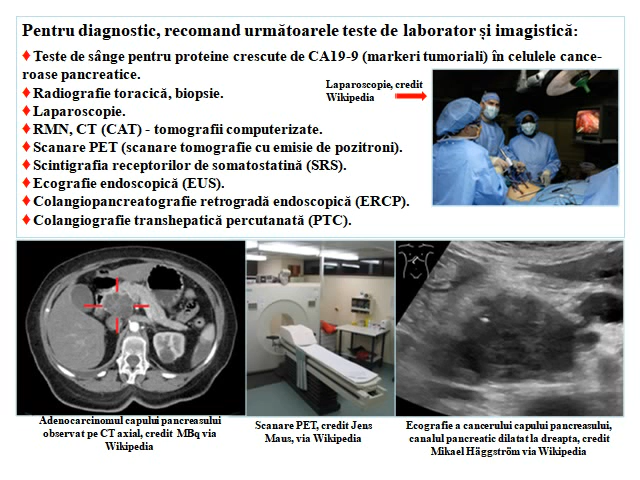 Pentru diagnostic, recomand următoarele teste de laborator și imagistică:
♦ Teste de sânge pentru proteine crescute de CA19-9 (markeri tumoriali) în celulele cance-
roase pancreatice.
♦ Radiografie toracică, biopsie.
♦ Laparoscopie.
♦ RMN, CT (CAT) - tomografii computerizate.
♦ Scanare PET (scanare tomografie cu emisie de pozitroni).
♦ Scintigrafia receptorilor de somatostatină (SRS).
♦ Ecografie endoscopică (EUS).
♦ Colangiopancreatografie retrogradă endoscopică (ERCP).
♦ Colangiografie transhepatică percutanată (PTC).
Laparoscopie, credit
Wikipedia
Adenocarcinomul capului pancreasului
observat pe CT axial, credit MBq via
Wikipedia
Scanare PET, credit Jens
Maus, via Wikipedia
Ecografie a cancerului capului pancreasului,
canalul pancreatic dilatat la dreapta, credit
Mikael Häggström via Wikipedia